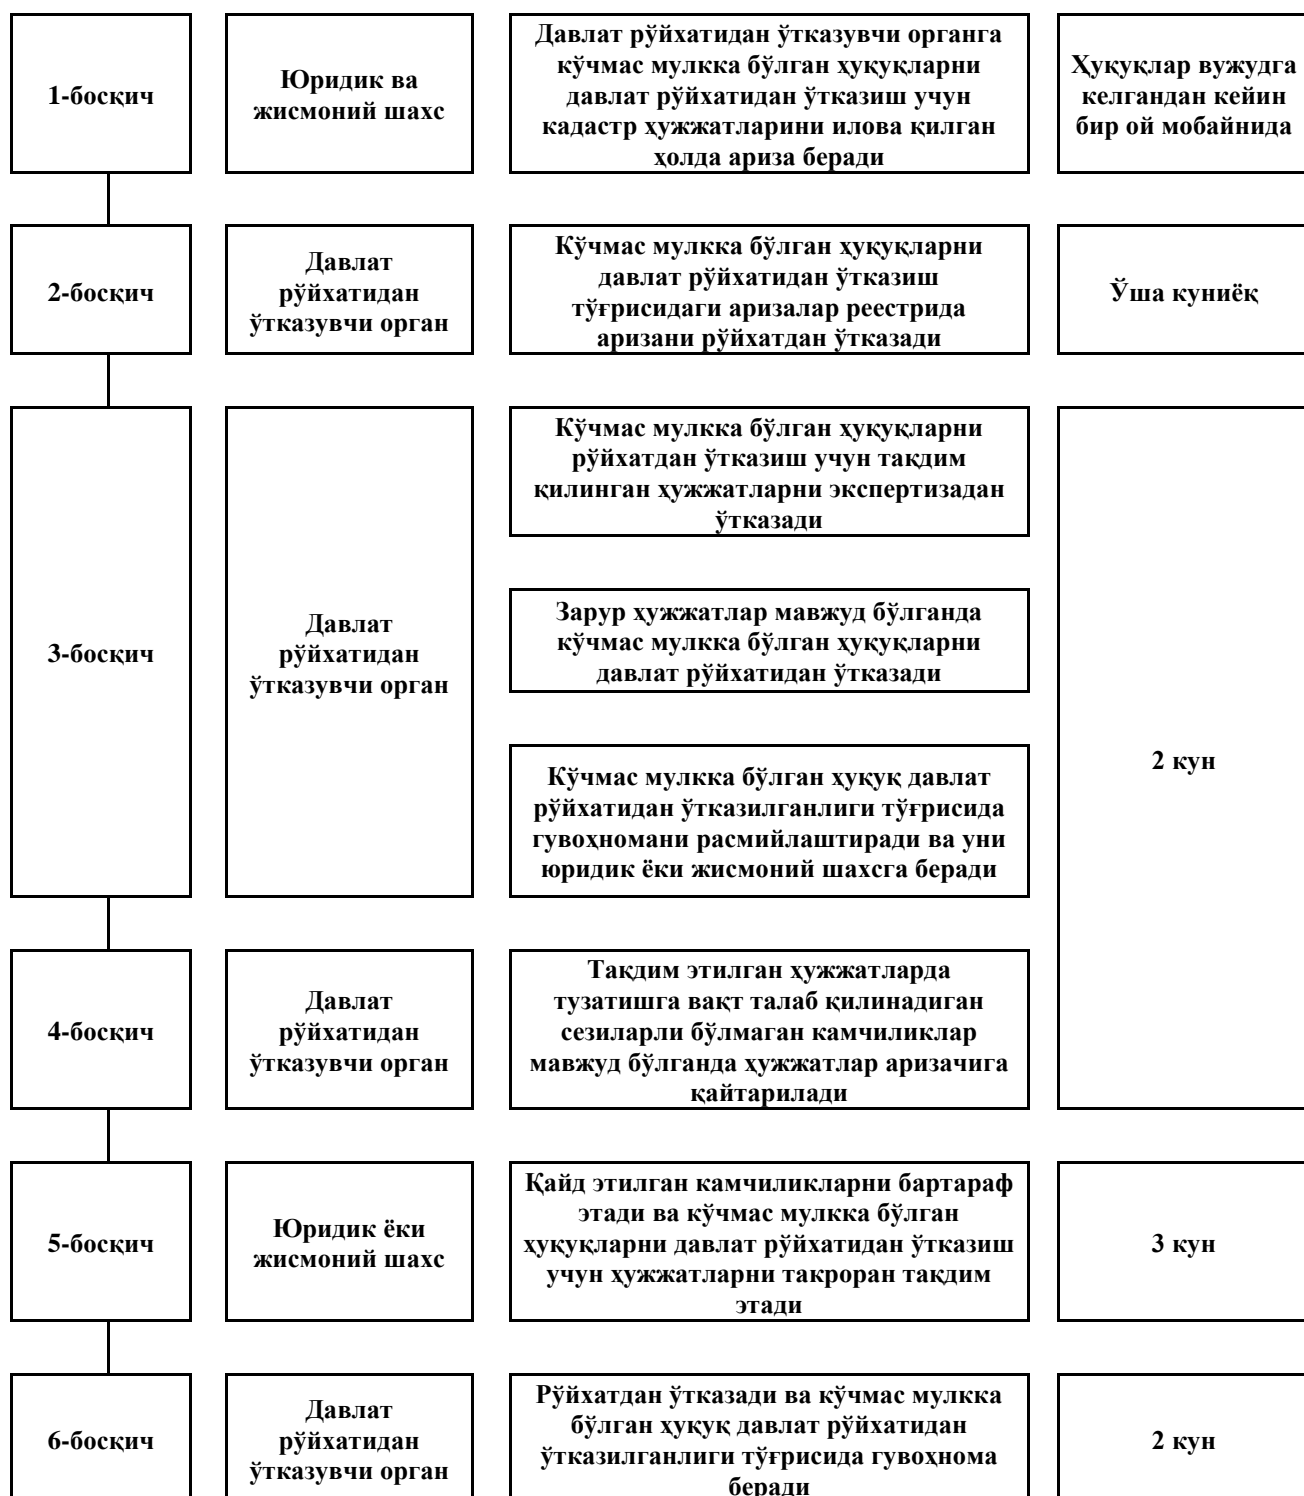 1-босқич
Юридик ва
жисмоний шахс
Давлат рўйхатидан ўтказувчи органга
кўчмас мулкка бўлган ҳуқуқларни
давлат рўйхатидан ўтказиш учун
кадастр ҳужжатларини илова қилган
ҳолда ариза беради
Ҳуқуқлар вужудга
келгандан кейин
бир ой мобайнида
2-босқич
Давлат
рўйхатидан
ўтказувчи орган
Кўчмас мулкка бўлган ҳуқуқларни
давлат рўйхатидан ўтказиш
тўғрисидаги аризалар реестрида
аризани рўйхатдан ўтказади
Ўша куниёқ
3-босқич
Давлат
рўйхатидан
ўтказувчи орган
Кўчмас мулкка бўлган ҳуқуқларни
рўйхатдан ўтказиш учун тақдим
қилинган ҳужжатларни экспертизадан
ўтказади
Зарур ҳужжатлар мавжуд бўлганда
кўчмас мулкка бўлган ҳуқуқларни
давлат рўйхатидан ўтказади
Кўчмас мулкка бўлган ҳуқуқ давлат
рўйхатидан ўтказилганлиги тўғрисида
гувоҳномани расмийлаштиради ва уни
юридик ёки жисмоний шахсга беради
2 кун
4-босқич
Давлат
рўйхатидан
ўтказувчи орган
Тақдим этилган ҳужжатларда
тузатишга вақт талаб қилинадиган
сезиларли бўлмаган камчиликлар
мавжуд бўлганда ҳужжатлар аризачига
қайтарилади
5-босқич
Юридик ёки
жисмоний шахс
Қайд этилган камчиликларни бартараф
этади ва кўчмас мулкка бўлган
ҳуқуқларни давлат рўйхатидан ўтказиш
учун ҳужжатларни такроран тақдим
этади
3 кун
6-босқич
Давлат
рўйхатидан
ўтказувчи орган
Рўйхатдан ўтказади ва кўчмас мулкка
бўлган ҳуқуқ давлат рўйхатидан
ўтказилганлиги тўғрисида гувоҳнома
беради
2 кун